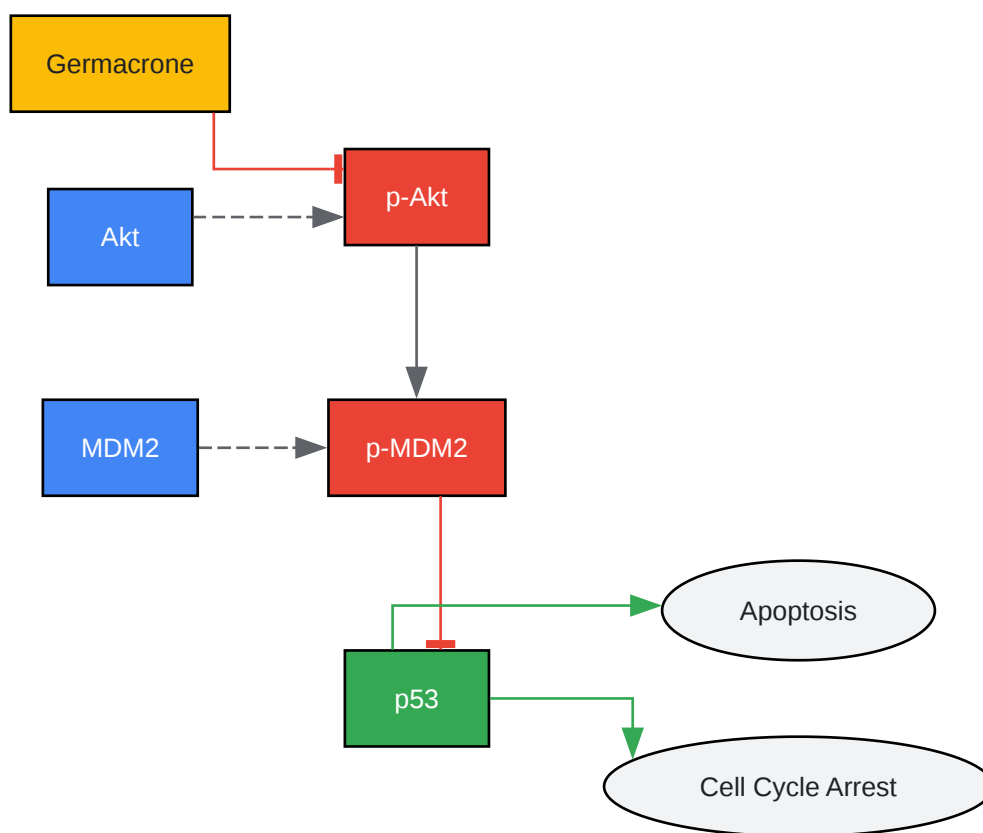 Germacrone
p-Akt
Akt
MDM2
p-MDM2
Apoptosis
p53
Cell Cycle Arrest